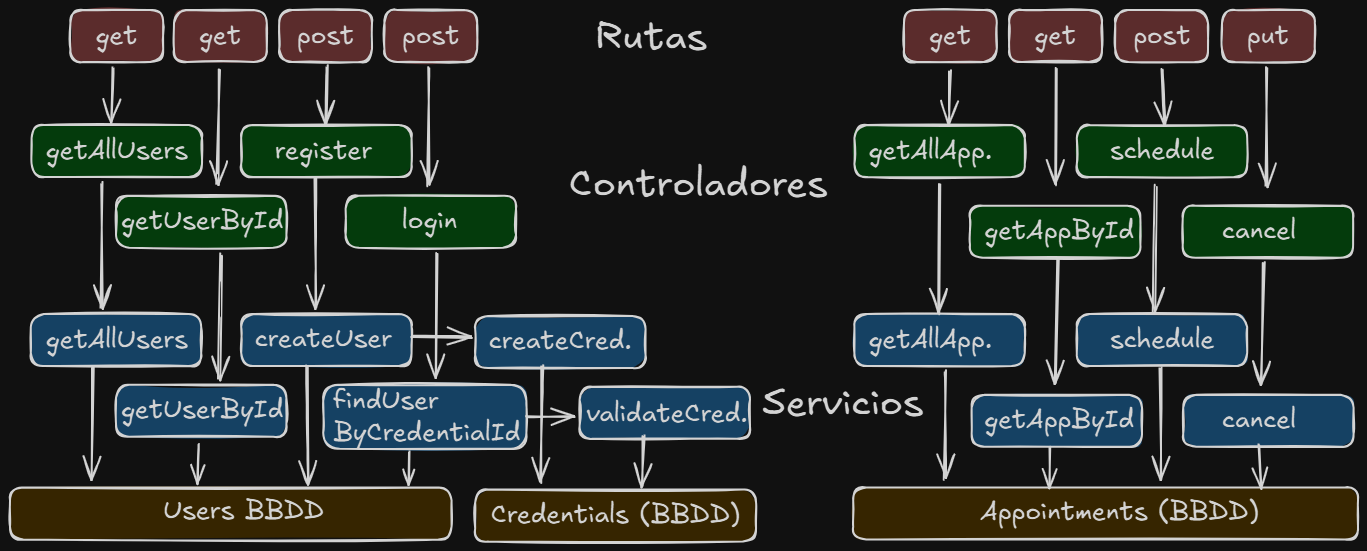 get get post post Rutas get get post put
getAllUsers register getAllApp. schedule
Controladores
getUserById login getAppById cancel
getAllUsers createUser createCred. getAllApp. schedule
getUserById findUser validateCred. Servicios getAppById cancel
ByCredentialId
Users BBDD Credentials (BBDD) Appointments (BBDD)